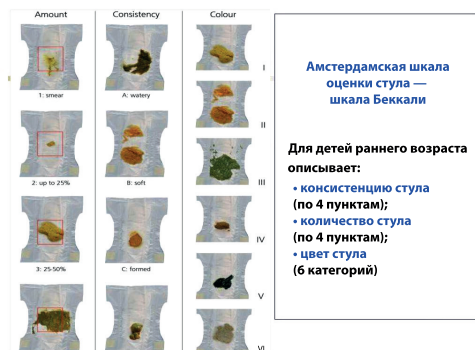 Amount Consistency Colour
I
1: smear A: watery
II
2: up to 25% B: soft
III
IV
3: 25-50% C: formed
V
VI
Амстердамская шкала
оценки стула —
шкала Беккали
Для детей раннего возраста
описывает:
• консистенцию стула
(по 4 пунктам);
• количество стула
(по 4 пунктам);
• цвет стула
(6 категорий)